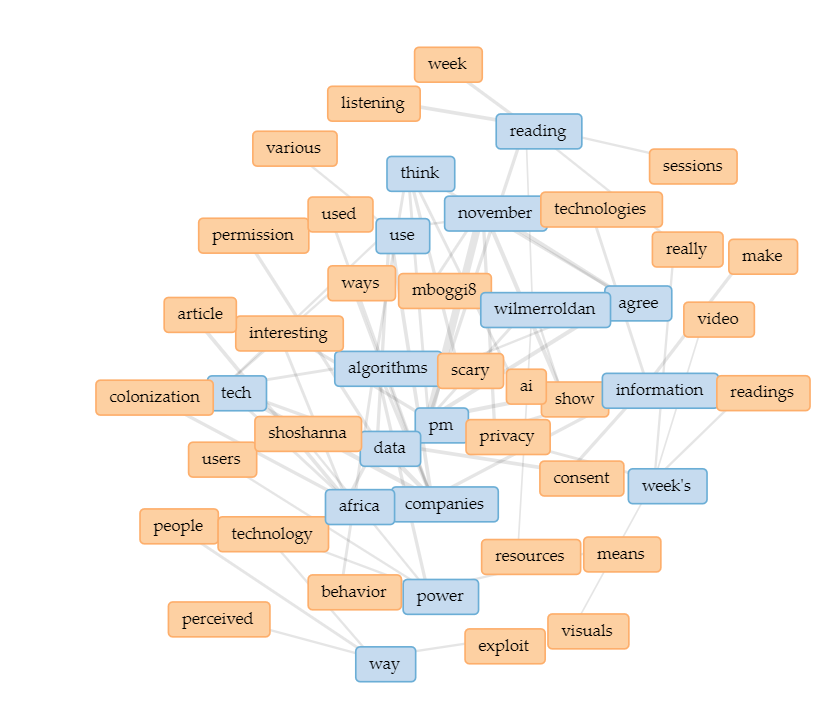 week
listening
reading
various
sessions
think
used
november
technologies
permission
use
really
make
ways
mboggi8
wilmerroldan
agree
article
interesting
video
algorithms
scary
ai
show
information
readings
colonization
tech
shoshanna
pm
privacy
users
data
consent
week's
africa
companies
people
technology
resources
means
behavior
power
perceived
exploit
visuals
way